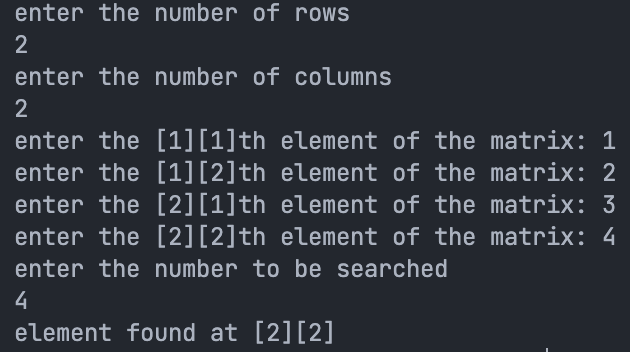 enter the number of rows
2
enter the number of columns
2
enter the [1][1]th element of the matrix: 1
enter the [1][2]th element of the matrix: 2
enter the [2][1]th element of the matrix: 3
enter the [2][2]th element of the matrix: 4
enter the number to be searched
4
element found at [2][2]